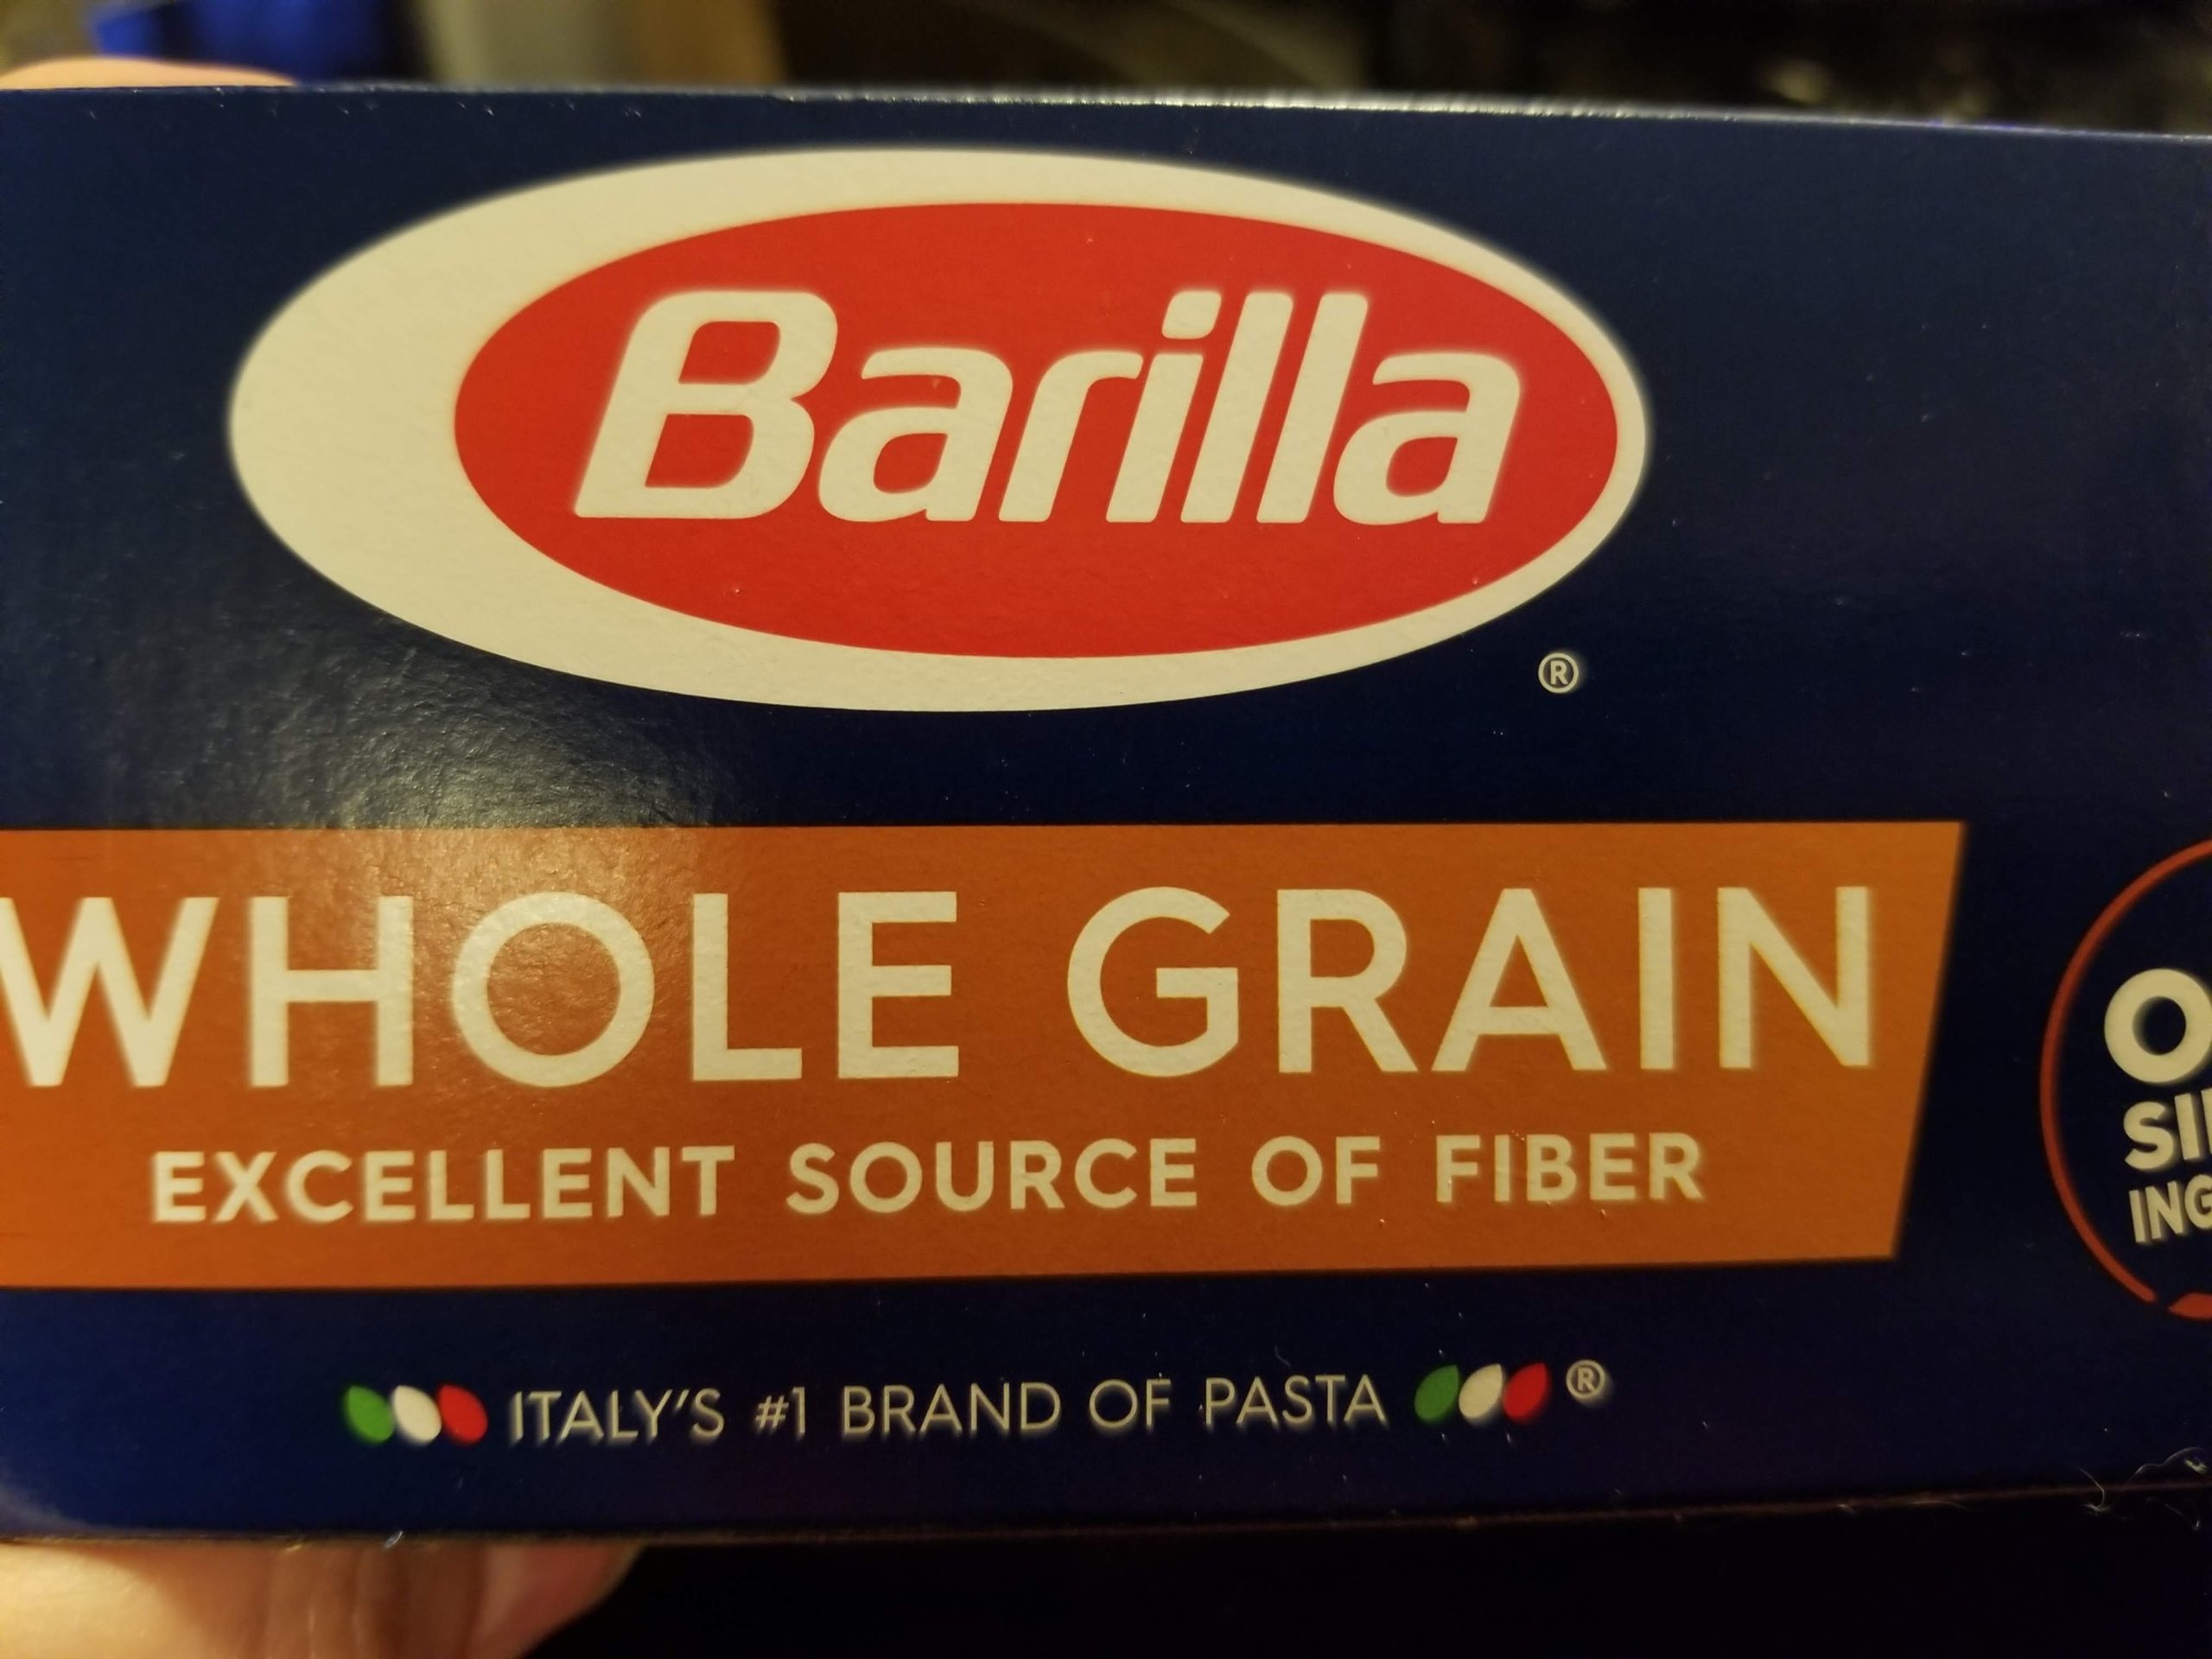 Barilla
®
WHOLE GRAIN
EXCELLENT SOURCE OF FIBER
ITALY'S #1 BRAND OF PASTA ®